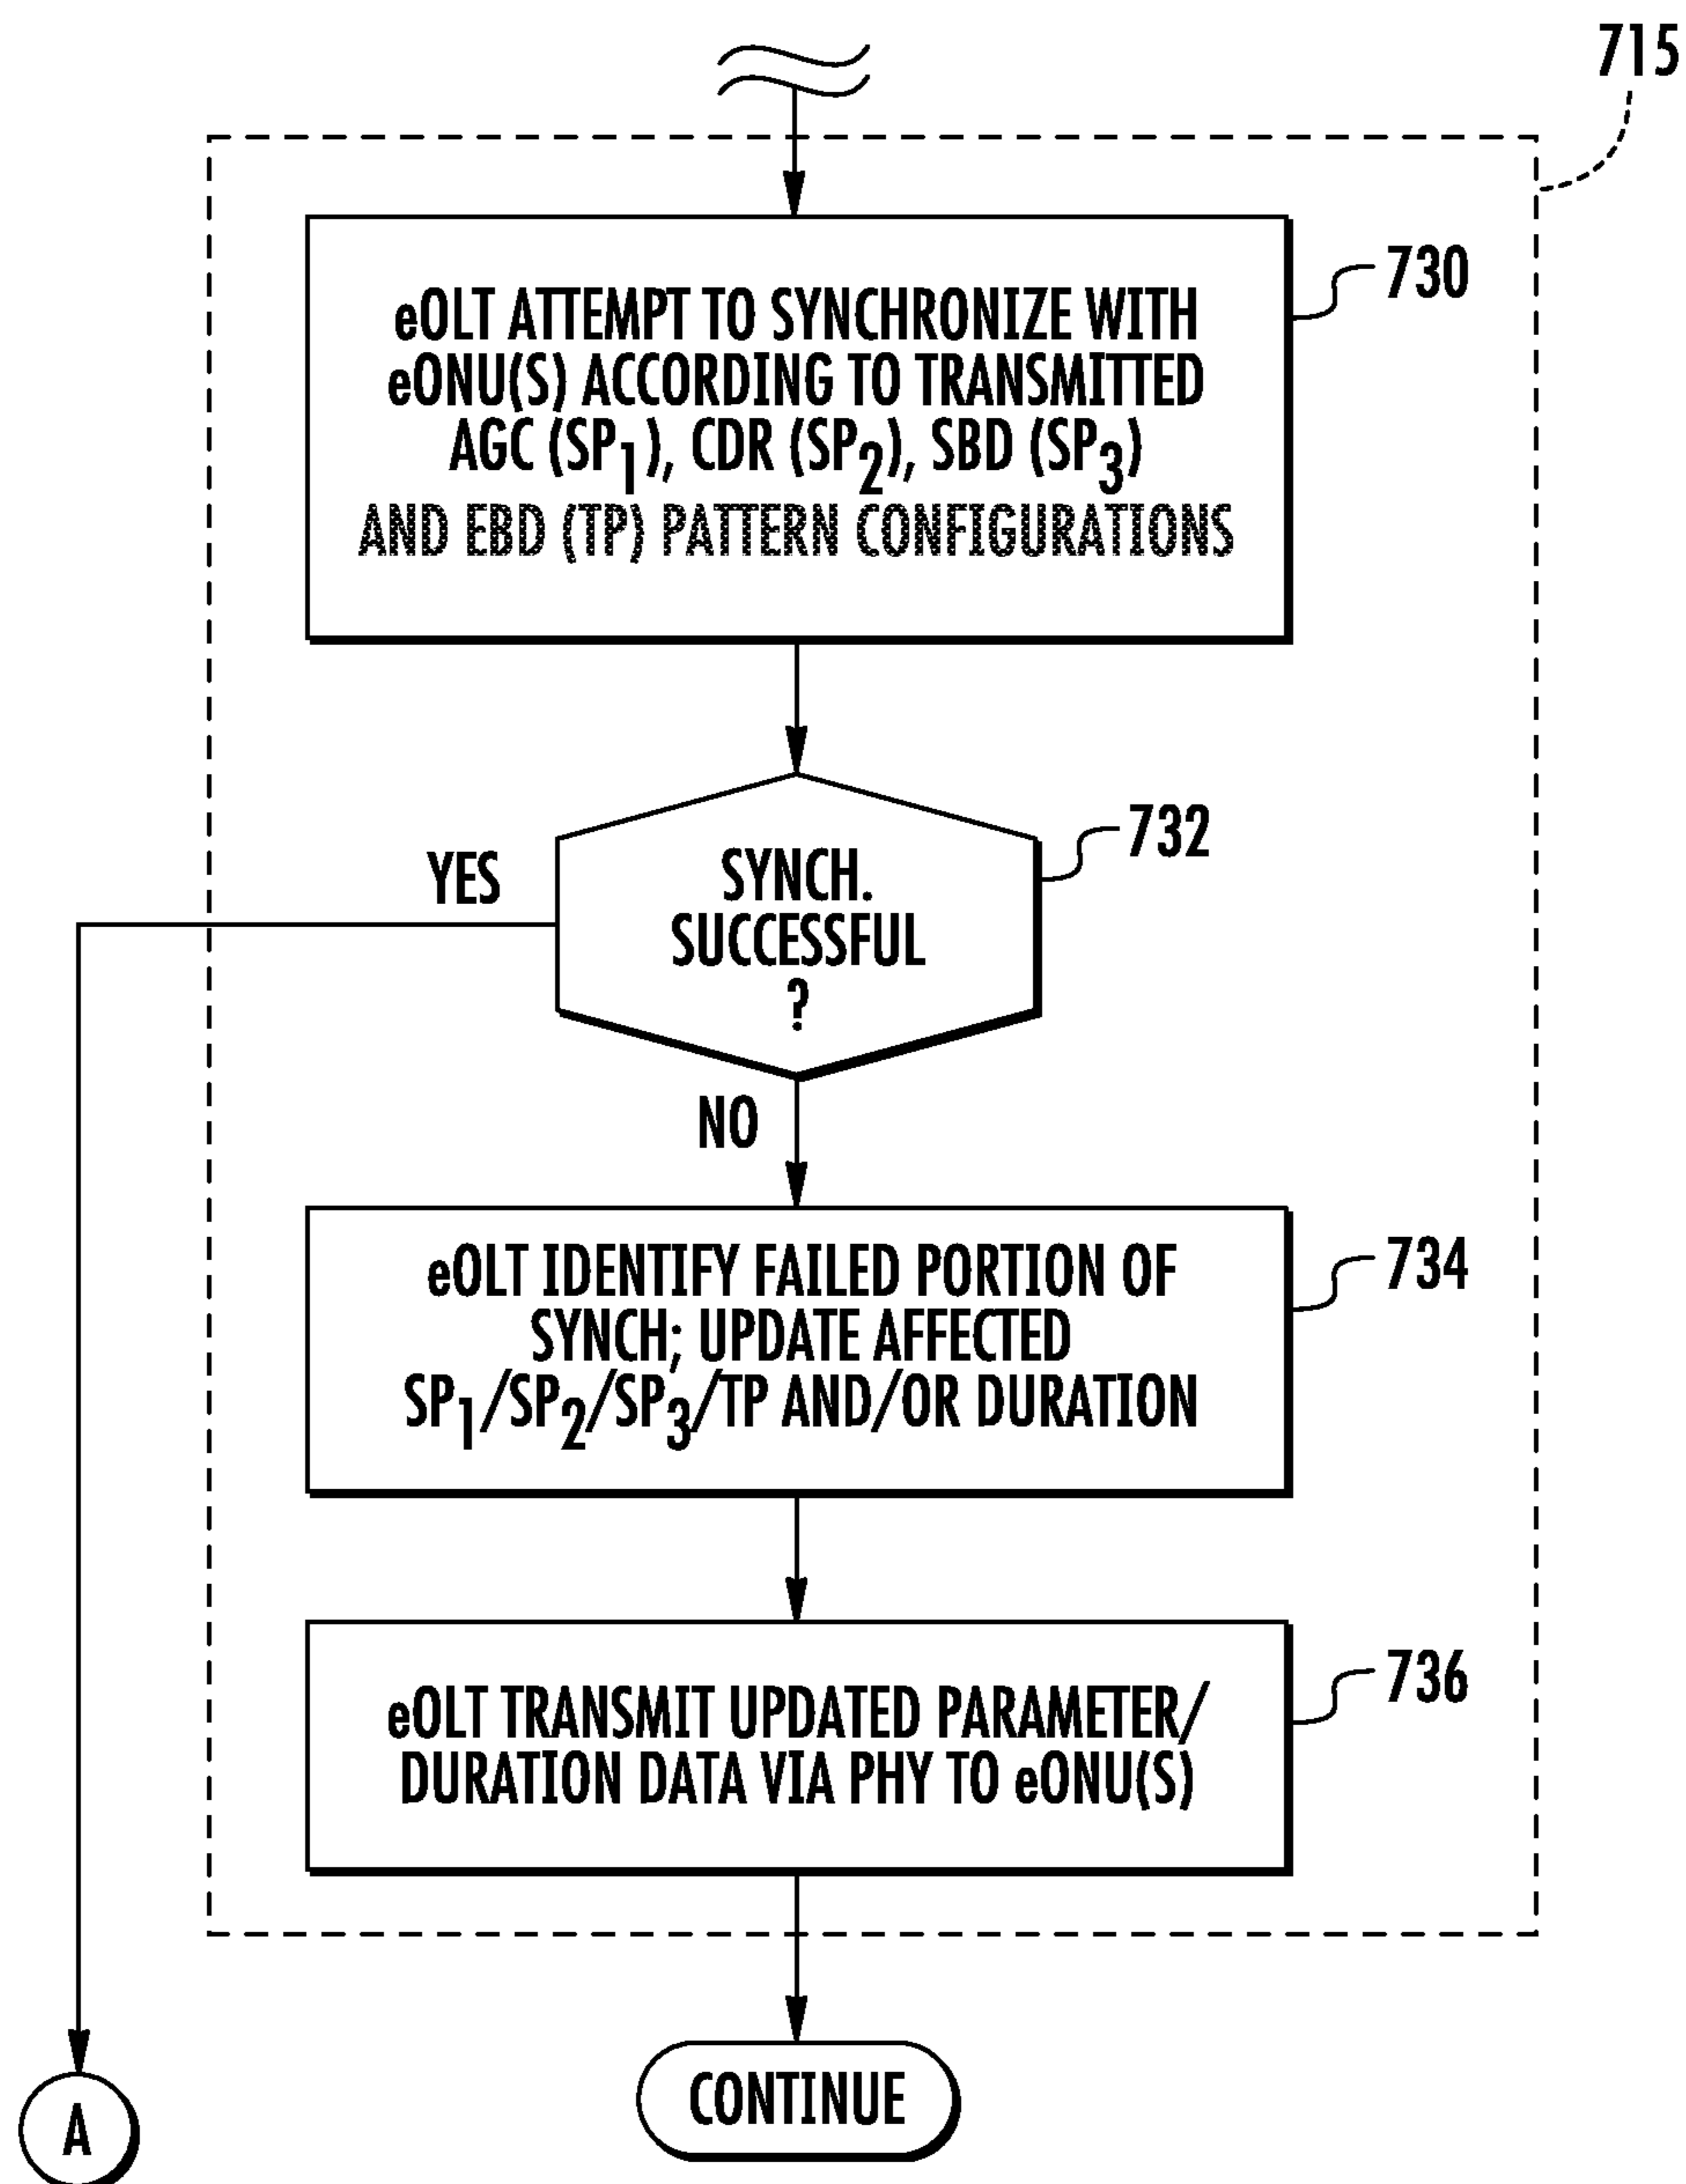 715
730
eOLT ATTEMPT TO SYNCHRONIZE WITH
eONU(S) ACCORDING TO TRANSMITTED
AGC (SP1), CDR (SP2), SBD (SP3)
AND EBD (TP) PATTERN CONFIGURATIONS
732
YES
SYNCH.
SUCCESSFUL
?
NO
734
eOLT IDENTIFY FAILED PORTION OF
SYNCH; UPDATE AFFECTED
SP1/SP2/SP3/TP AND/OR DURATION
736
eOLT TRANSMIT UPDATED PARAMETER/
DURATION DATA VIA PHY TO eONU(S)
CONTINUE
A